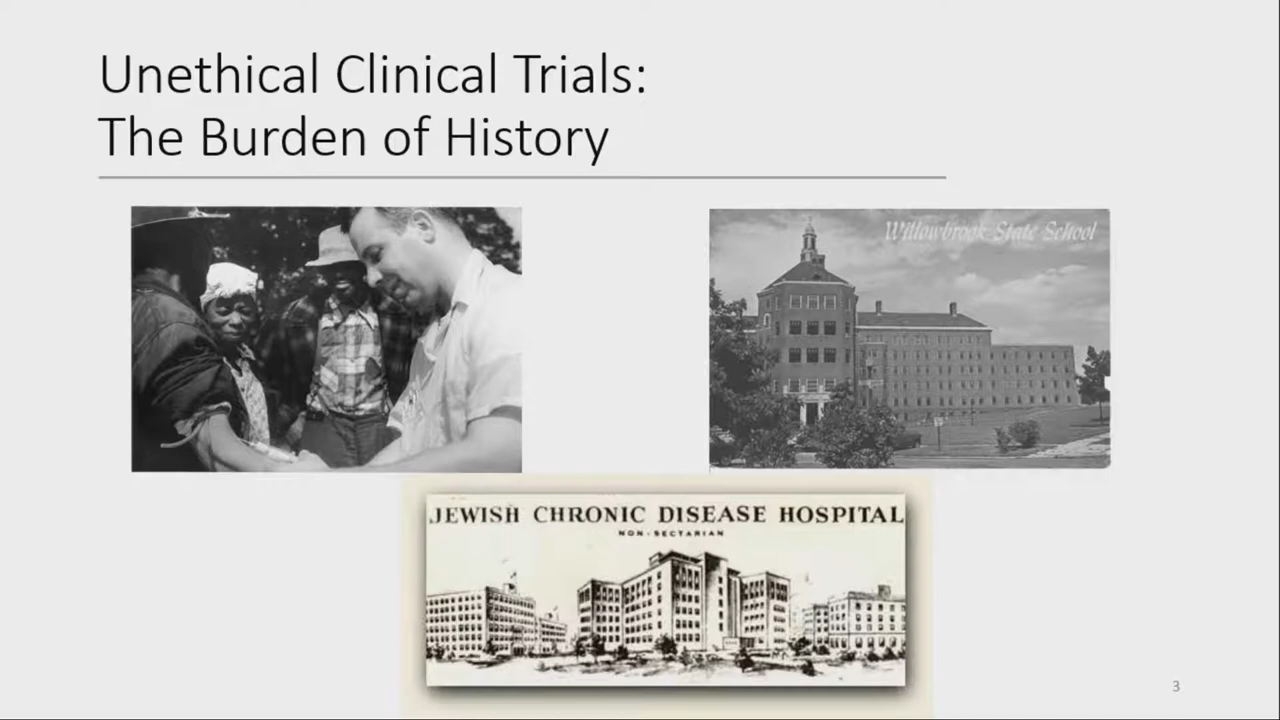 Unethical Clinical Trials:
The Burden of History
Willowbrook State School
JEWISH CHRONIC DISEASE HOSPITAL
NON-SECTARIAN
3